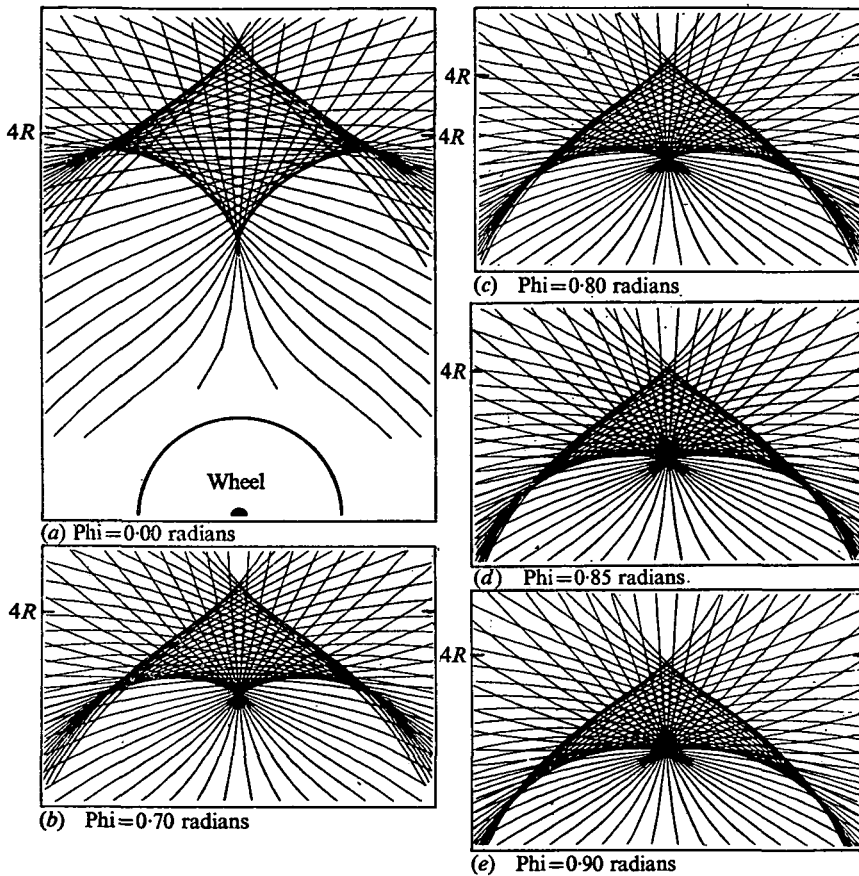 4R
Wheel
(a) Phi=0·00 radians
4R
(b) Phi=0·70 radians
4R
4R
(c) Phi=0·80 radians
4R
(d) Phi=0·85 radians.
4R
(e) Phi=0·90 radians